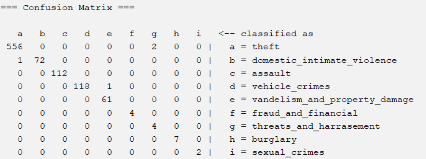 === Confusion Matrix ===
a b c d e f g h i <-- classified as
556 0 0 0 0 0 2 0 0 | a = theft
1 72 0 0 0 0 0 0 0 | b = domestic_intimate_violence
0 0 112 0 0 0 0 0 0 | c = assault
0 0 0 118 1 0 0 0 0 | d = vehicle_crimes
0 0 0 0 61 0 0 0 0 | e = vandelism_and_property_damage
0 0 0 0 0 4 0 0 0 | f = fraud_and_financial
0 0 0 0 0 0 4 0 0 | g = threats_and_harrasement
0 0 0 0 0 0 0 7 0 | h = burglary
0 0 0 0 0 0 0 0 2 | i = sexual_crimes